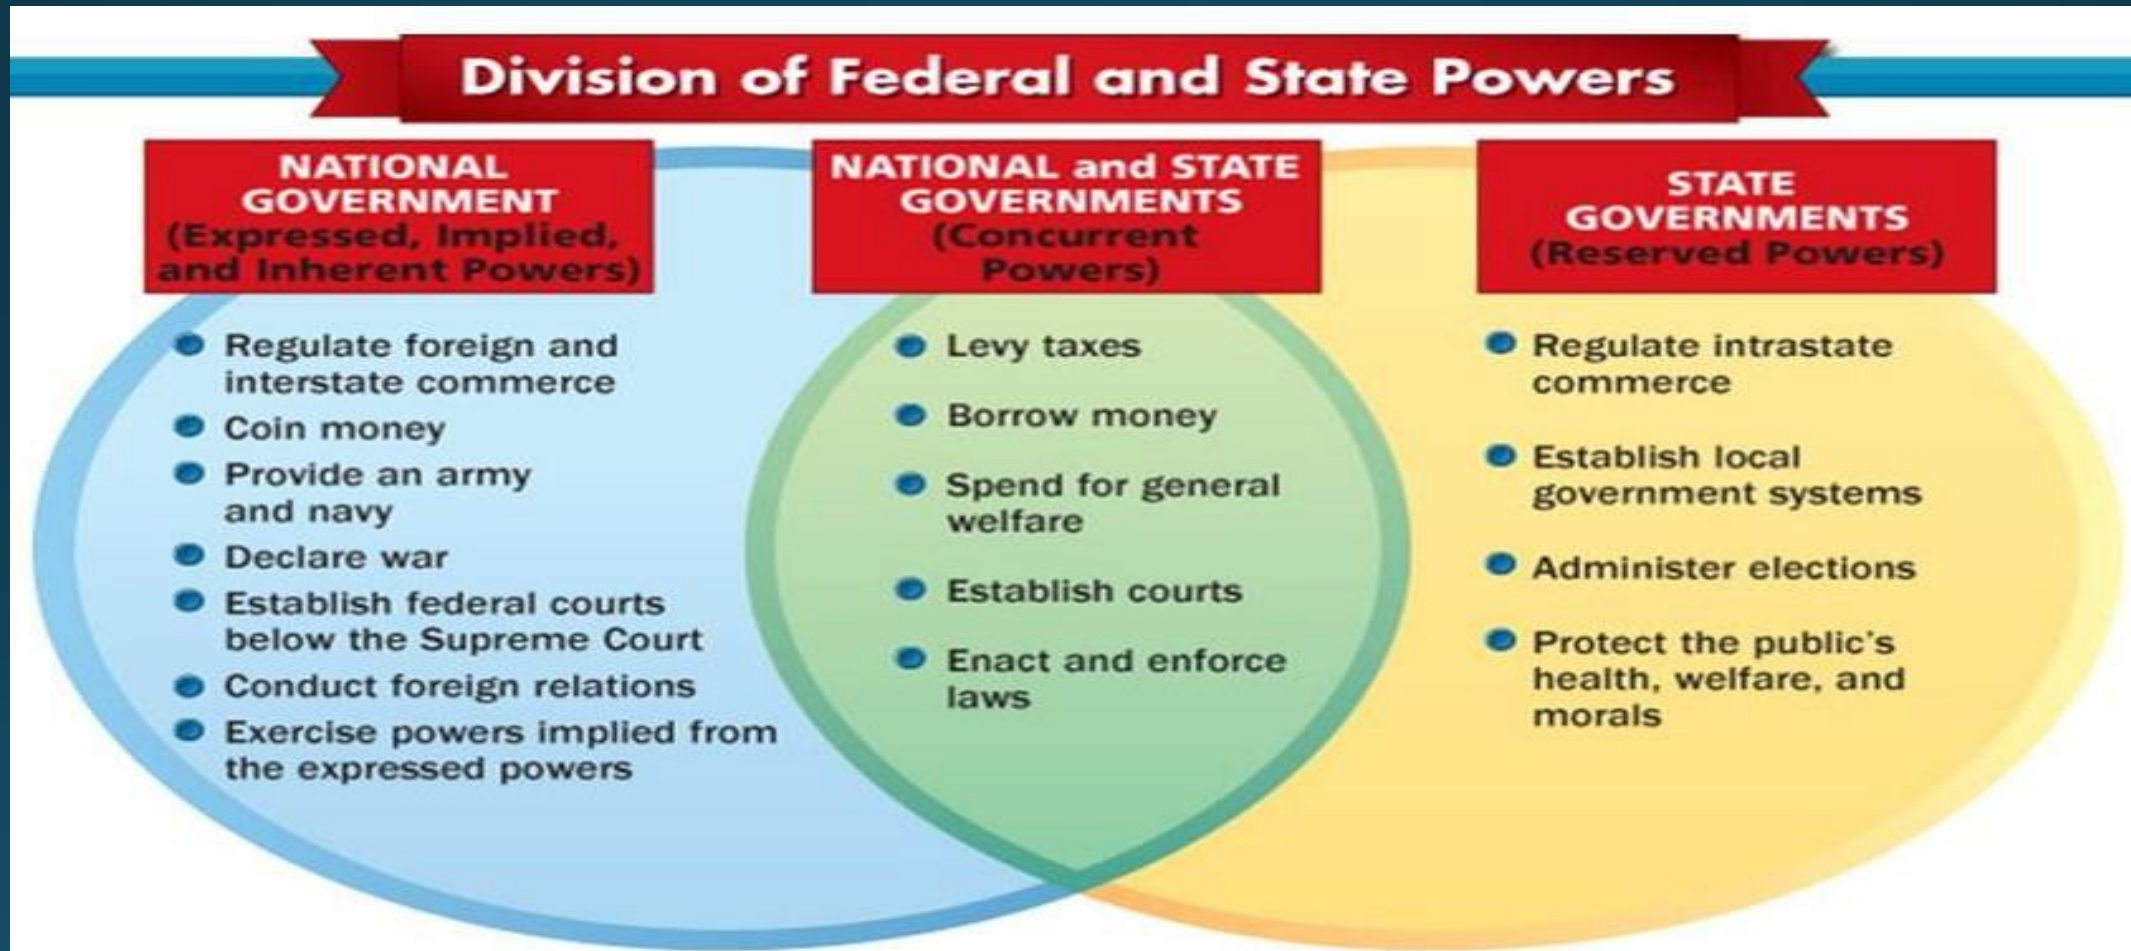 Division of Federal and State Powers
NATIONAL
GOVERNMENT
(Expressed, Implied,
and Inherent Powers)
Regulate foreign and
interstate commerce
Coin money
Provide an army
and navy
Declare war
Establish federal courts
below the Supreme Court
Conduct foreign relations
Exercise powers implied from
the expressed powers
NATIONAL and STATE
GOVERNMENTS
(Concurrent
Powers)
Levy taxes
Borrow money
Spend for general
welfare
Establish courts
Enact and enforce
laws
STATE
GOVERNMENTS
(Reserved Powers)
Regulate intrastate
commerce
Establish local
government systems
Administer elections
Protect the public's
health, welfare, and
morals